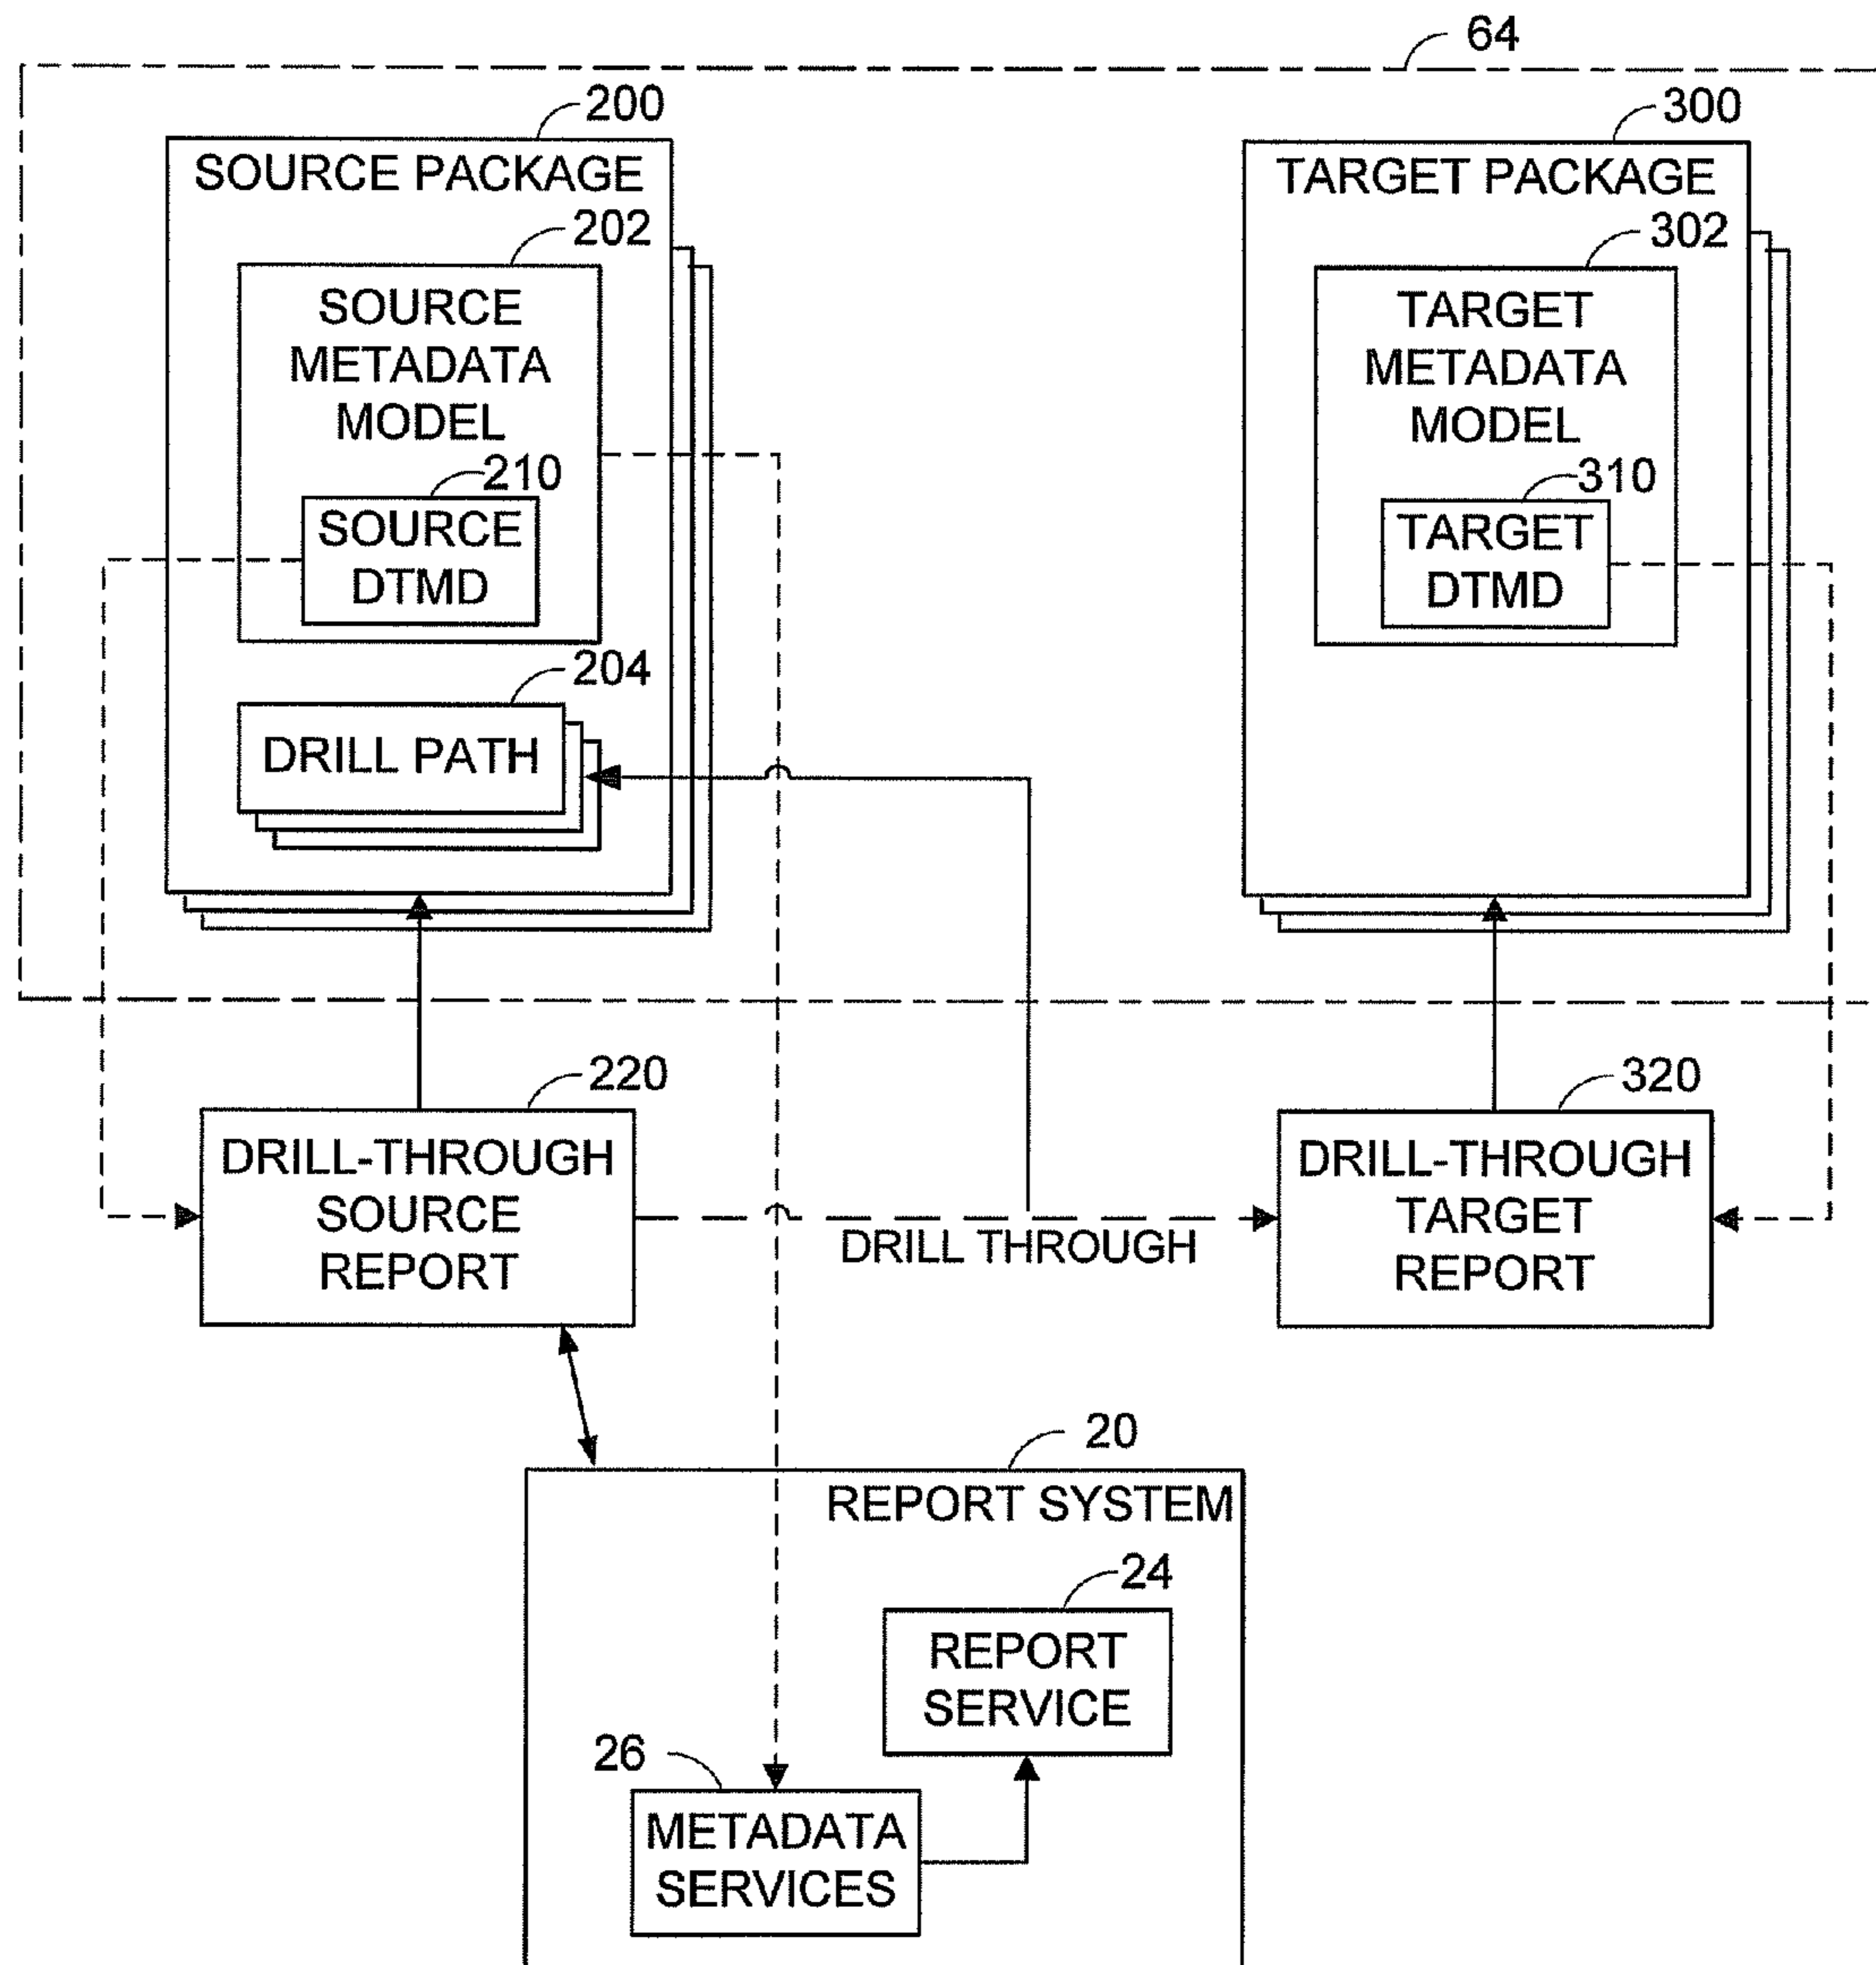 64
200
SOURCE PACKAGE
202
SOURCE
METADATA
MODEL
210
SOURCE
DTMD
204
DRILL PATH
300
TARGET PACKAGE
302
TARGET
METADATA
MODEL
310
TARGET
DTMD
220
DRILL-THROUGH
SOURCE
REPORT
DRILL THROUGH
320
DRILL-THROUGH
TARGET
REPORT
20
REPORT SYSTEM
24
REPORT
SERVICE
26
METADATA
SERVICES